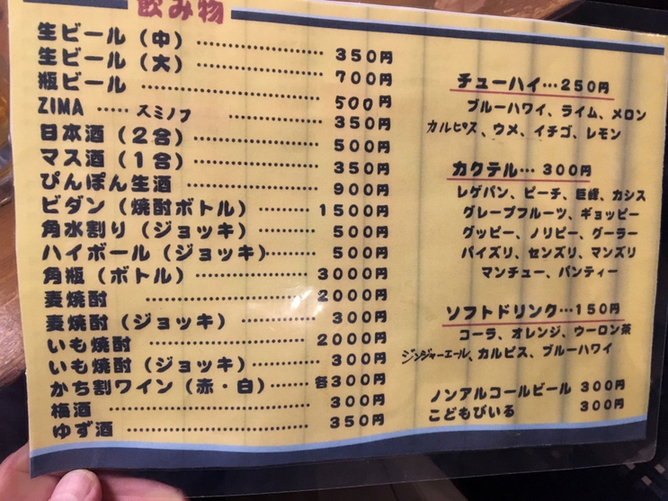 飲み物
生ビール（中）……………… 350円
生ビール（大）……………… 700円
瓶ビール ……………… 500円
ZIMA …… スミノフ 350円
日本酒（2合）……………… 500円
マス酒（1合）……………… 350円
ぴんぽん生酒 ……………… 900円
ビダン（焼酎ボトル）……… 1500円
角水割り（ジョッキ）……… 500円
ハイボール（ジョッキ）…… 500円
角瓶（ボトル）……………… 3000円
麦焼酎 ……………… 2000円
麦焼酎（ジョッキ）……… 300円
いも焼酎 ……………… 2000円
いも焼酎（ジョッキ）……… 300円
かち割ワイン（赤・白）…… 各300円
梅酒 ……………… 300円
ゆず酒 ……………… 350円
チューハイ…250円
ブルーハワイ、ライム、メロン
カルピス、ウメ、イチゴ、レモン
カクテル… 300円
レゲパン、ピーチ、巨峰、カシス
グレープフルーツ、ギョッピー
グッピー、ノリピー、グーラー
パイズリ、センズリ、マンズリ
マンチュー、パンティー
ソフトドリンク…150円
コーラ、オレンジ、ウーロン茶
ジンジャーエール、カルピス、ブルーハワイ
ノンアルコールビール 300円
こどもびいる 300円